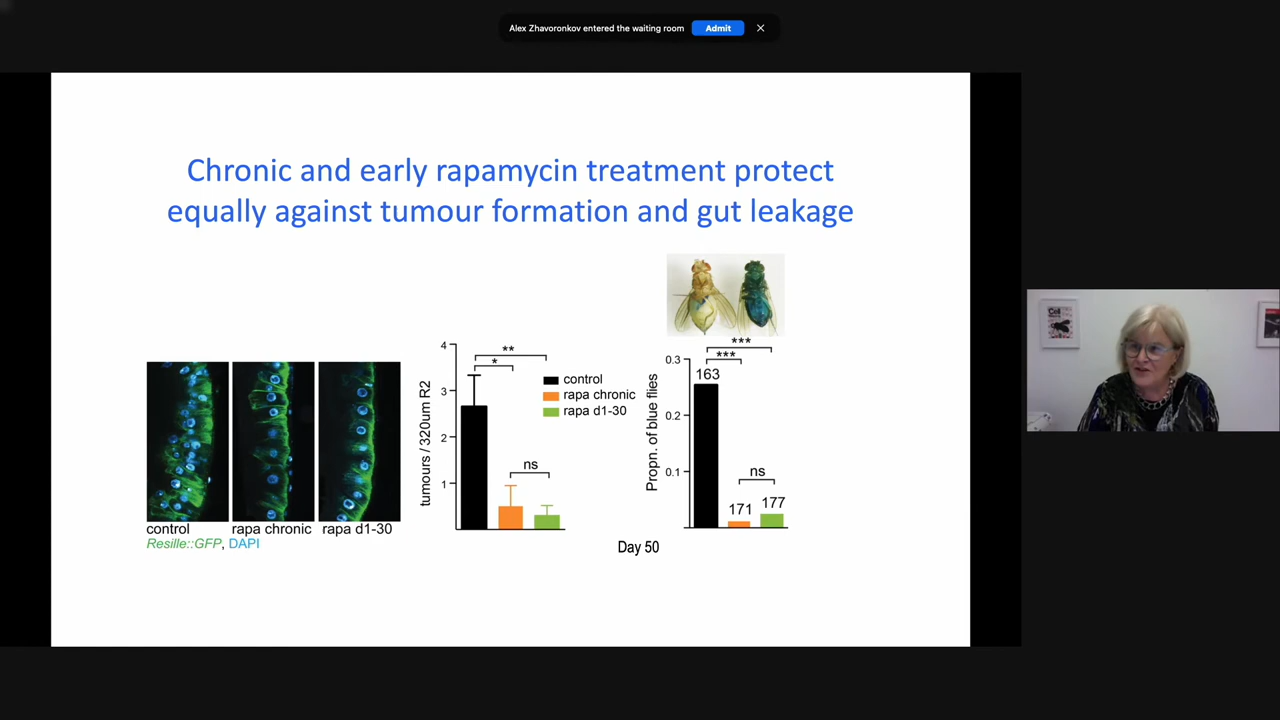 Alex Zhavoronkov entered the waiting room
Admit
Chronic and early rapamycin treatment protect
equally against tumour formation and gut leakage
control
rapa chronic
rapa d1-30
Resille::GFP, DAPI
tumours / 320um R2
4
3
2
1
**
*
ns
control
rapa chronic
rapa d1-30
Propn. of blue flies
0.3
0.2
0.1
***
***
163
ns
171
177
Day 50
Cell